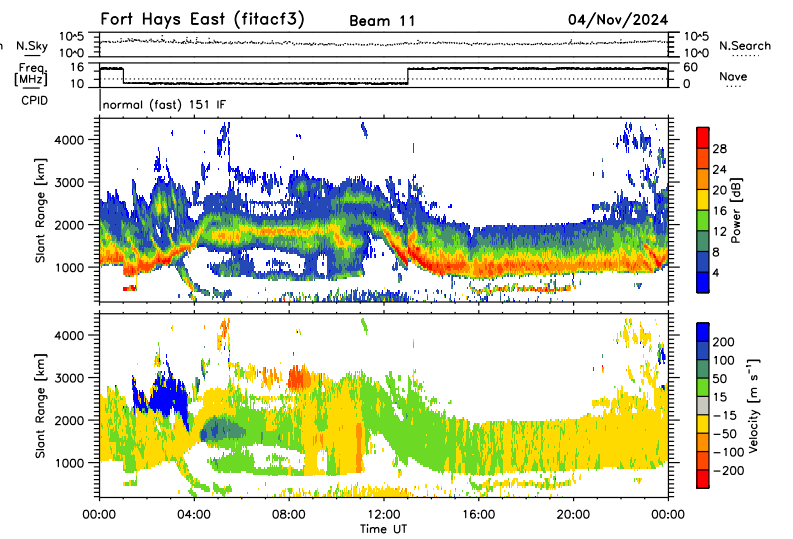 Fort Hays East (fitacf3) Beam 11 04/Nov/2024
n N.Sky 10^5 10^5 N.Search
10^0 10^0
Freq. 16 60
[MHz] 10 0 Nave
CPID normal (fast) 151 IF
Slant Range [km]
4000
3000
2000
1000
28
24
20
16
12
8
4
Power [dB]
Slant Range [km]
4000
3000
2000
1000
200
100
50
15
−15
−50
−100
−200
Velocity [m s⁻¹]
00:00 04:00 08:00 12:00 16:00 20:00 00:00
Time UT